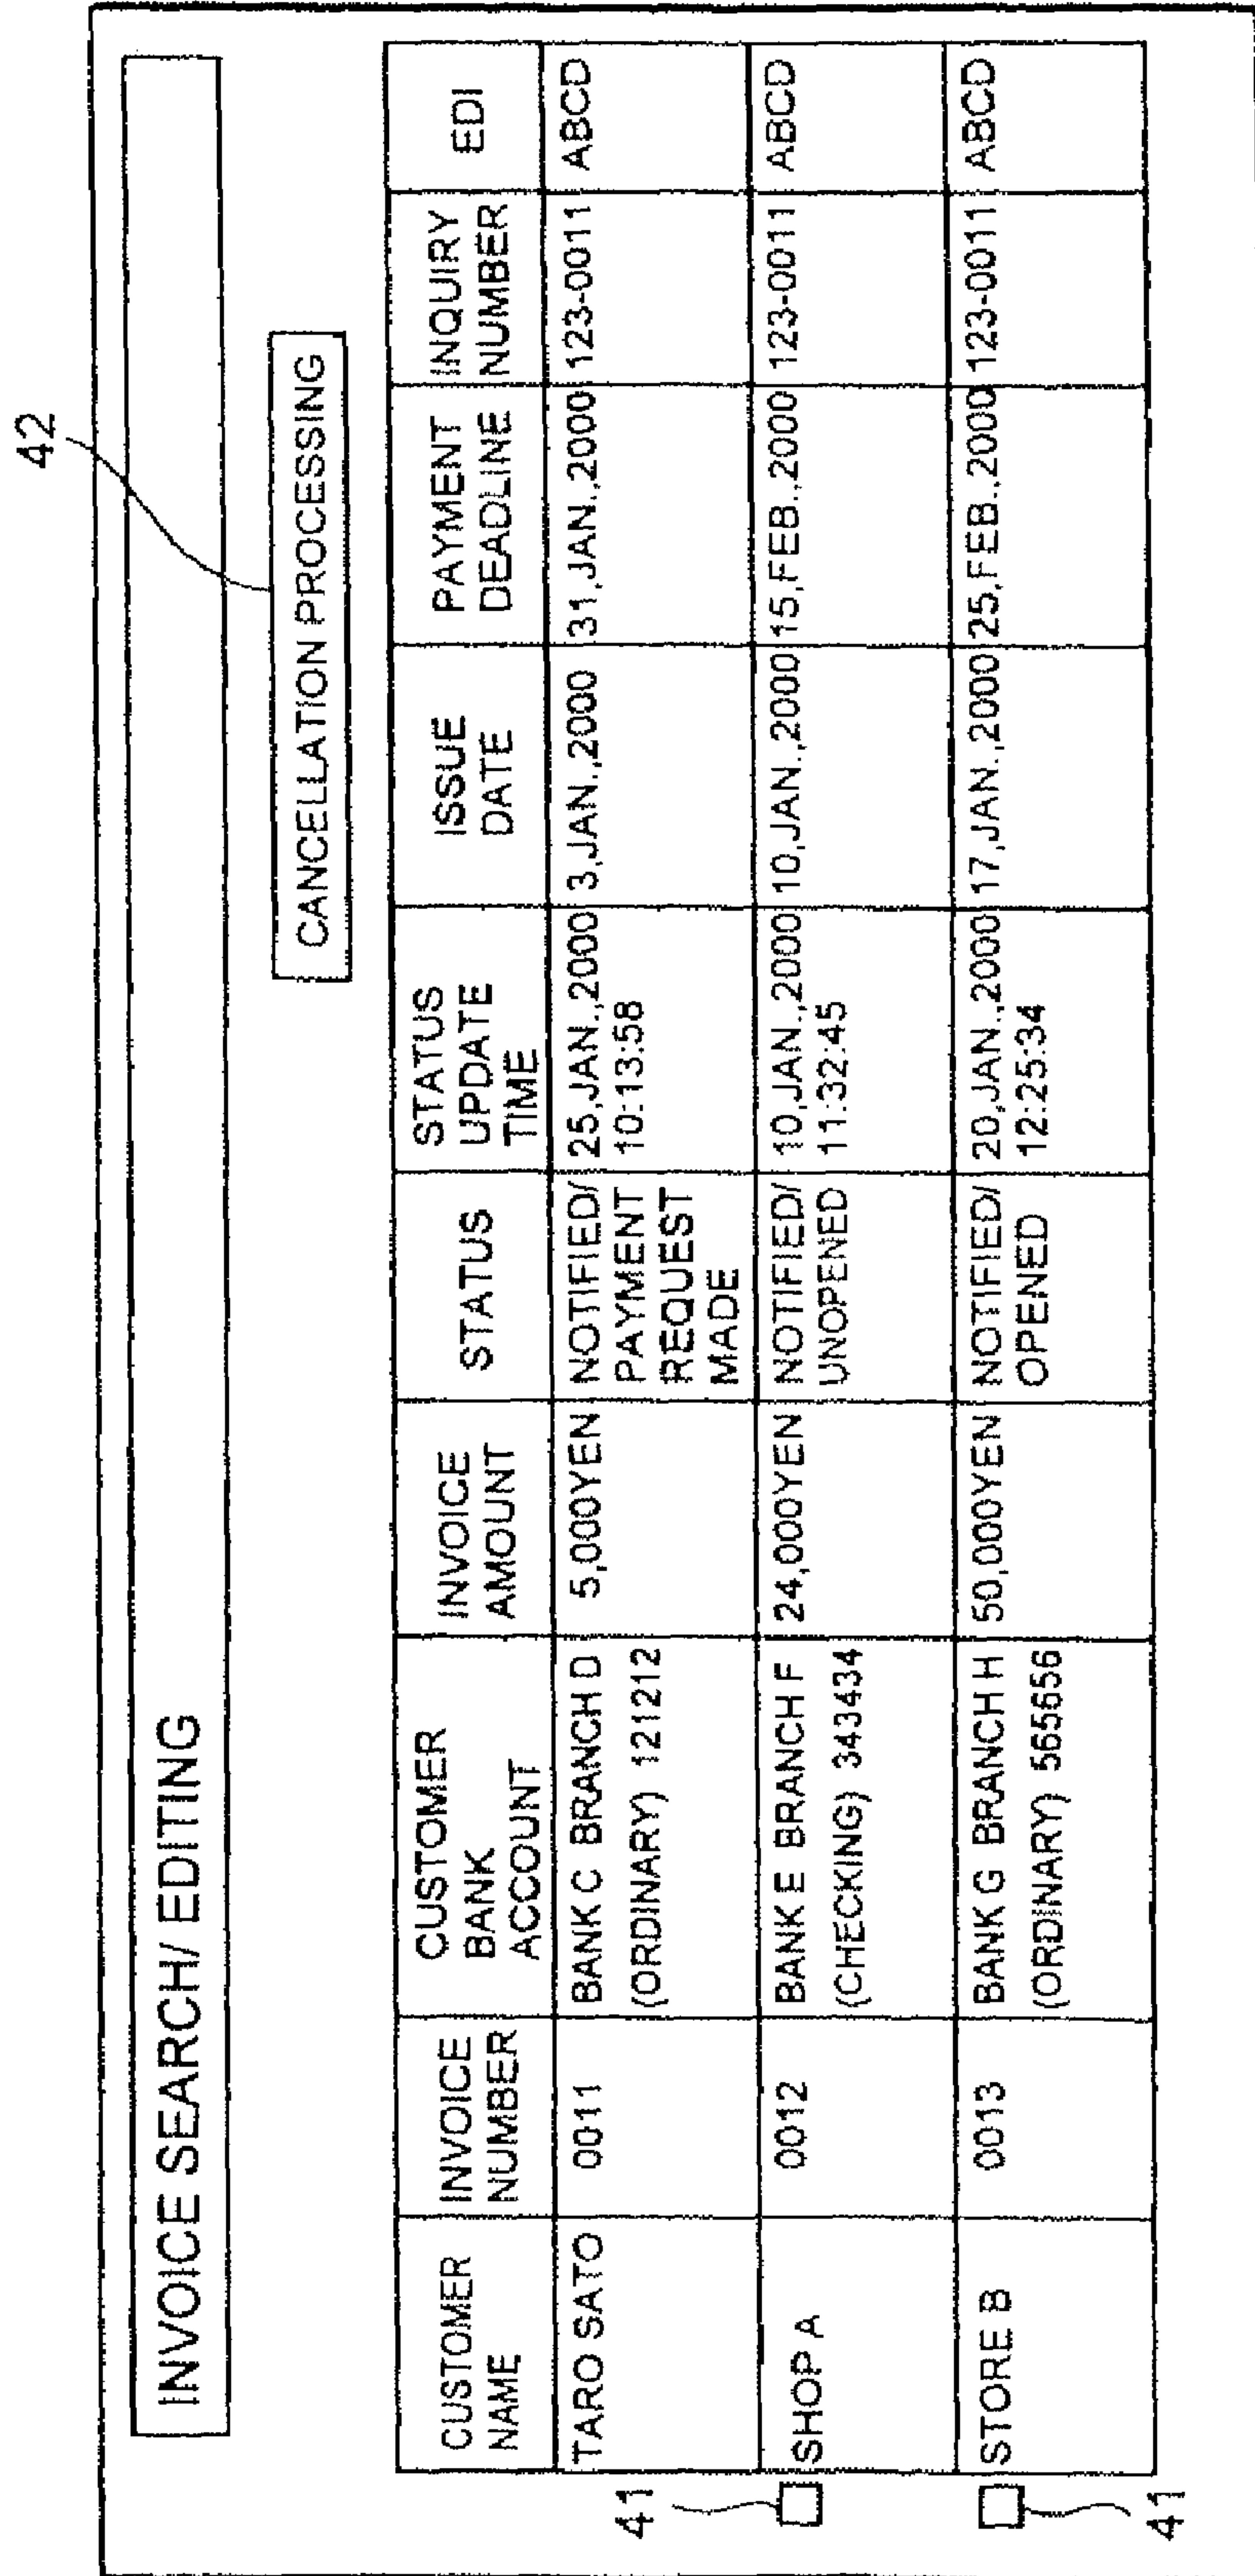 42
INVOICE SEARCH/ EDITING
CANCELLATION PROCESSING
CUSTOMER NAME
INVOICE NUMBER
CUSTOMER BANK ACCOUNT
INVOICE AMOUNT
STATUS
STATUS UPDATE TIME
ISSUE DATE
PAYMENT DEADLINE
INQUIRY NUMBER
EDI
TARO SATO
0011
BANK C BRANCH D
(ORDINARY) 121212
5,000YEN
NOTIFIED/
PAYMENT
REQUEST
MADE
25,JAN.,2000
10:13:58
3,JAN.,2000
31,JAN.,2000
123-0011
ABCD
41
SHOP A
0012
BANK E BRANCH F
(CHECKING) 343434
24,000YEN
NOTIFIED/
UNOPENED
10,JAN.,2000
11:32:45
10,JAN.,2000
15,FEB.,2000
123-0011
ABCD
STORE B
0013
BANK G BRANCH H
(ORDINARY) 565656
50,000YEN
NOTIFIED/
OPENED
20,JAN.,2000
12:25:34
17,JAN.,2000
25,FEB.,2000
123-0011
ABCD
41